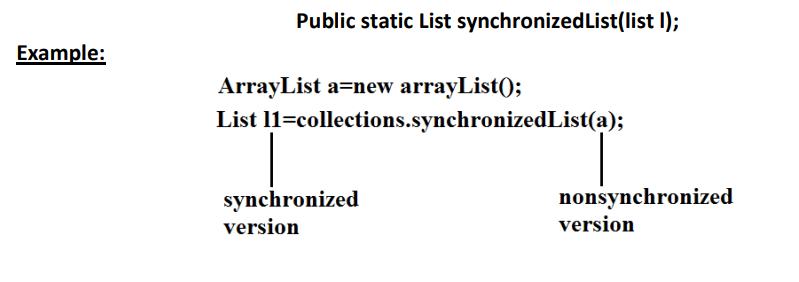 Public static List synchronizedList(list l);
Example:
ArrayList a=new arrayList();
List l1=collections.synchronizedList(a);
synchronized nonsynchronized
version version